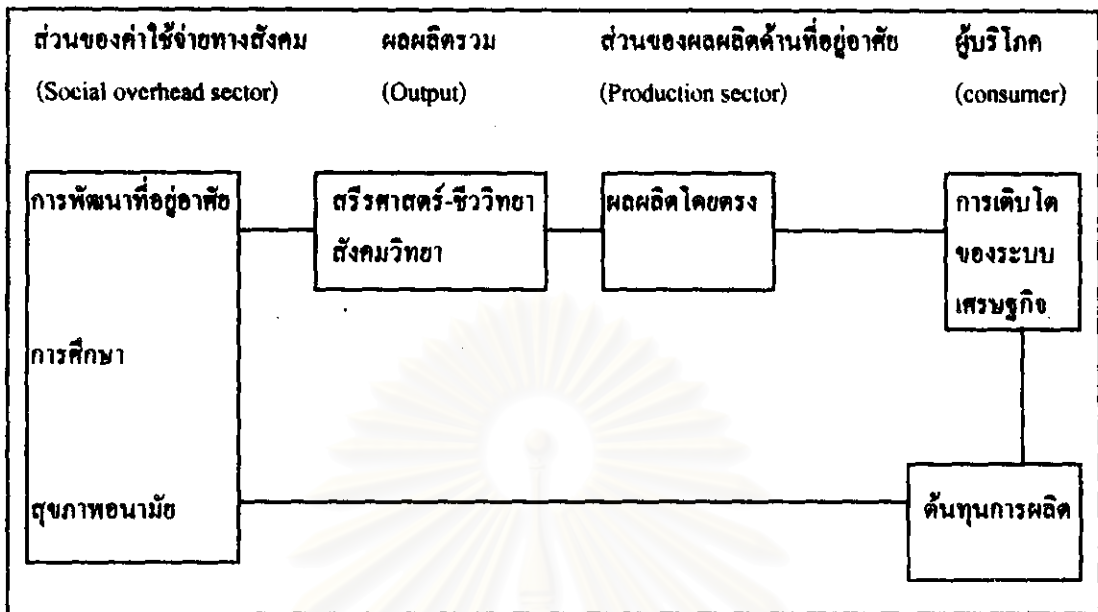 ส่วนของค่าใช้จ่ายทางสังคม ผลผลิตรวม ส่วนของผลผลิตด้านที่อยู่อาศัย ผู้บริโภค
(Social overhead sector) (Output) (Production sector) (consumer)
การพัฒนาที่อยู่อาศัย สรีรศาสตร์-ชีววิทยา ผลผลิตโดยตรง การเติบโต
สังคมวิทยา ของระบบ
เศรษฐกิจ
การศึกษา
สุขภาพอนามัย ต้นทุนการผลิต